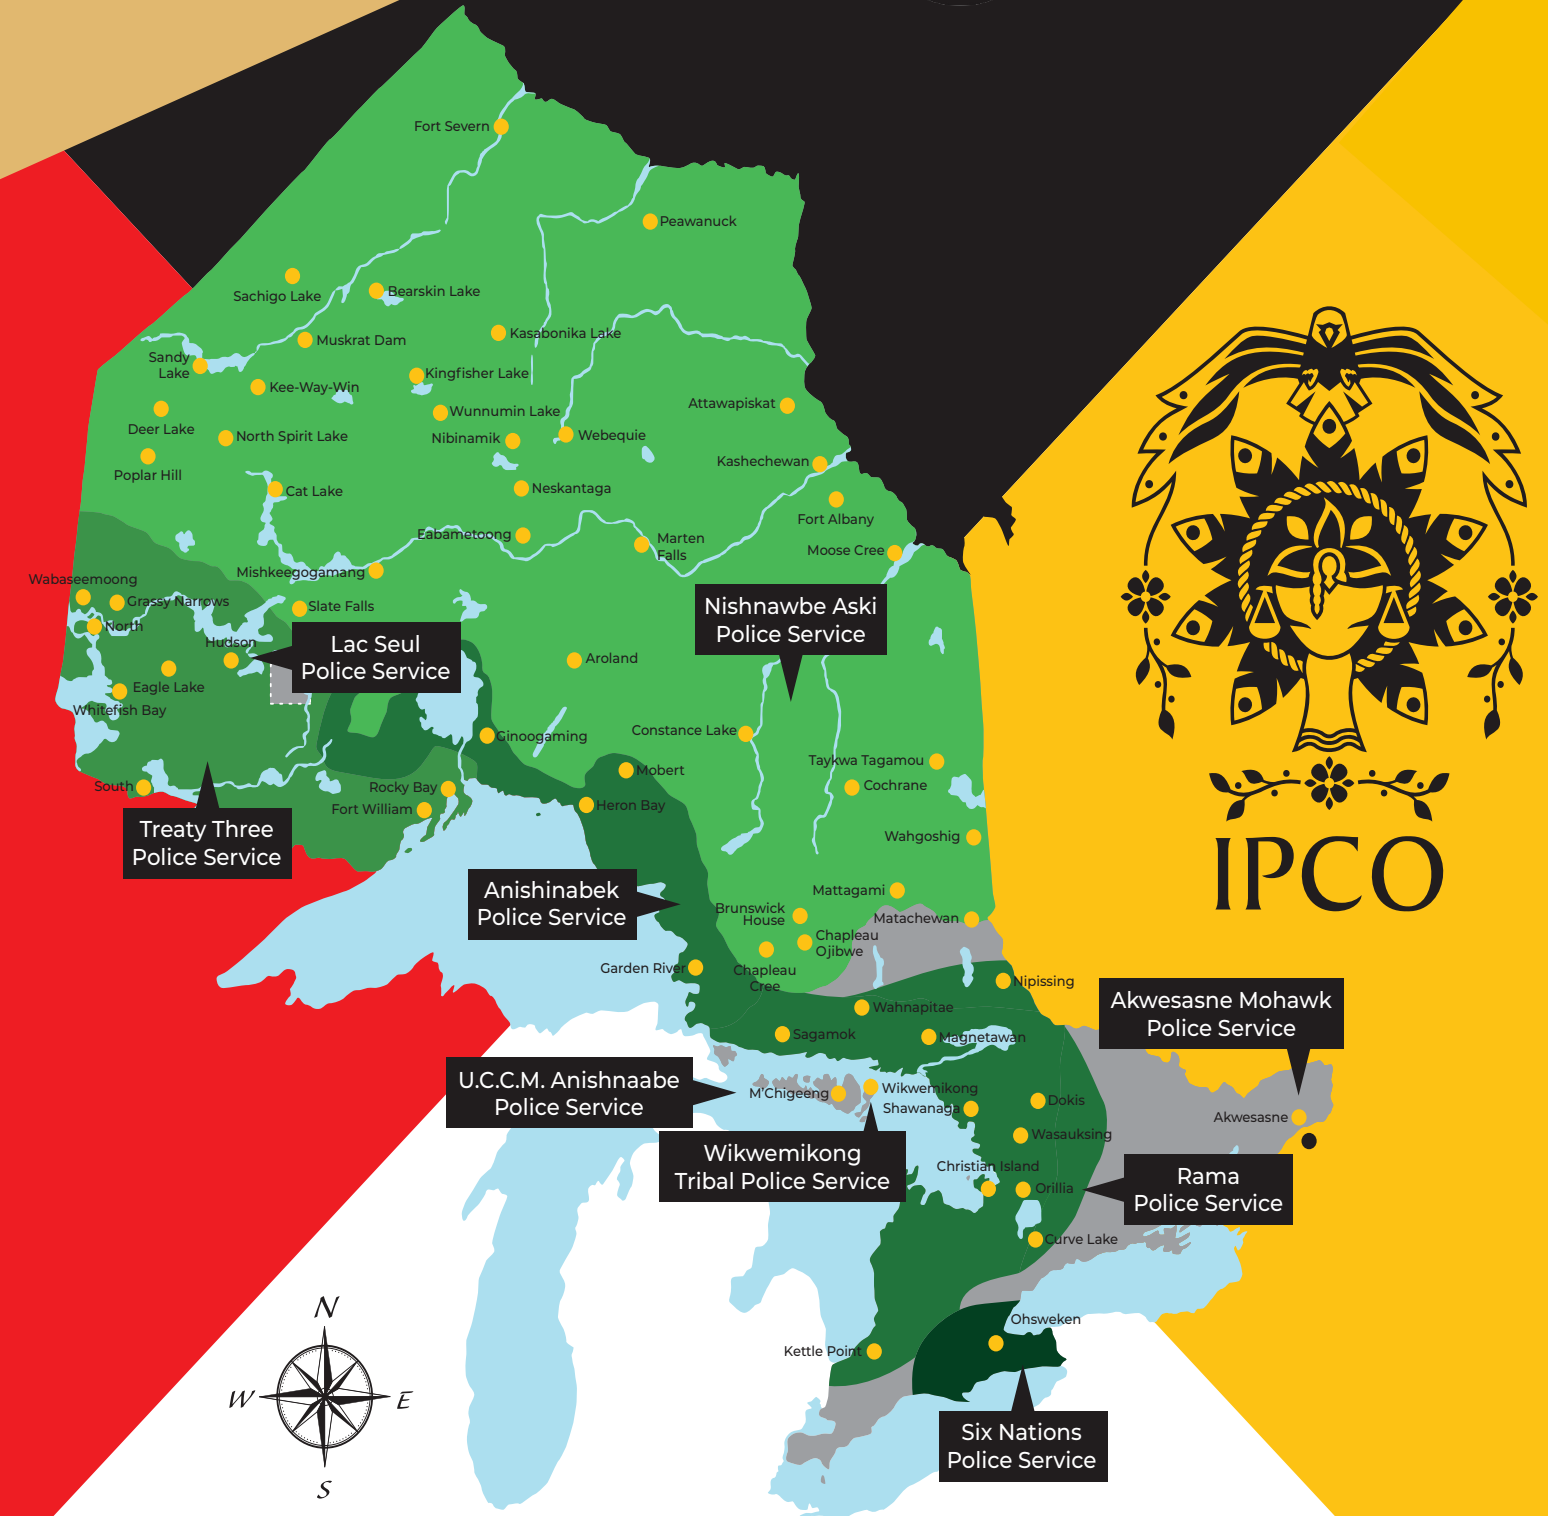 Fort Severn
Peawanuck
Sachigo Lake
Bearskin Lake
Muskrat Dam
Kasabonika Lake
Sandy
Lake
Kee-Way-Win
Kingfisher Lake
Wunnumin Lake
Attawapiskat
Deer Lake
North Spirit Lake
Nibinamik
Webequie
Poplar Hill
Kashechewan
Cat Lake
Neskantaga
Fort Albany
Eabametoong
Marten
Falls
Moose Cree
Mishkeegogamang
Wabaseemoong
Grassy Narrows
Slate Falls
North
Hudson
Nishnawbe Aski
Police Service
Lac Seul
Police Service
Aroland
Eagle Lake
Whitefish Bay
Ginoogaming
Constance Lake
Taykwa Tagamou
Mobert
South
Rocky Bay
Cochrane
Fort William
Heron Bay
Treaty Three
Police Service
Wahgoshig
IPCO
Anishinabek
Police Service
Mattagami
Brunswick
House
Matachewan
Chapleau
Ojibwe
Garden River
Chapleau
Cree
Nipissing
Akwesasne Mohawk
Police Service
Wahnapitae
Sagamok
Magnetawan
U.C.C.M. Anishnaabe
Police Service
M'Chigeeng
Wikwemikong
Shawanaga
Dokis
Akwesasne
Wasauksing
Wikwemikong
Tribal Police Service
Christian Island
Orillia
Rama
Police Service
Curve Lake
Ohsweken
Kettle Point
Six Nations
Police Service
N
W
E
S